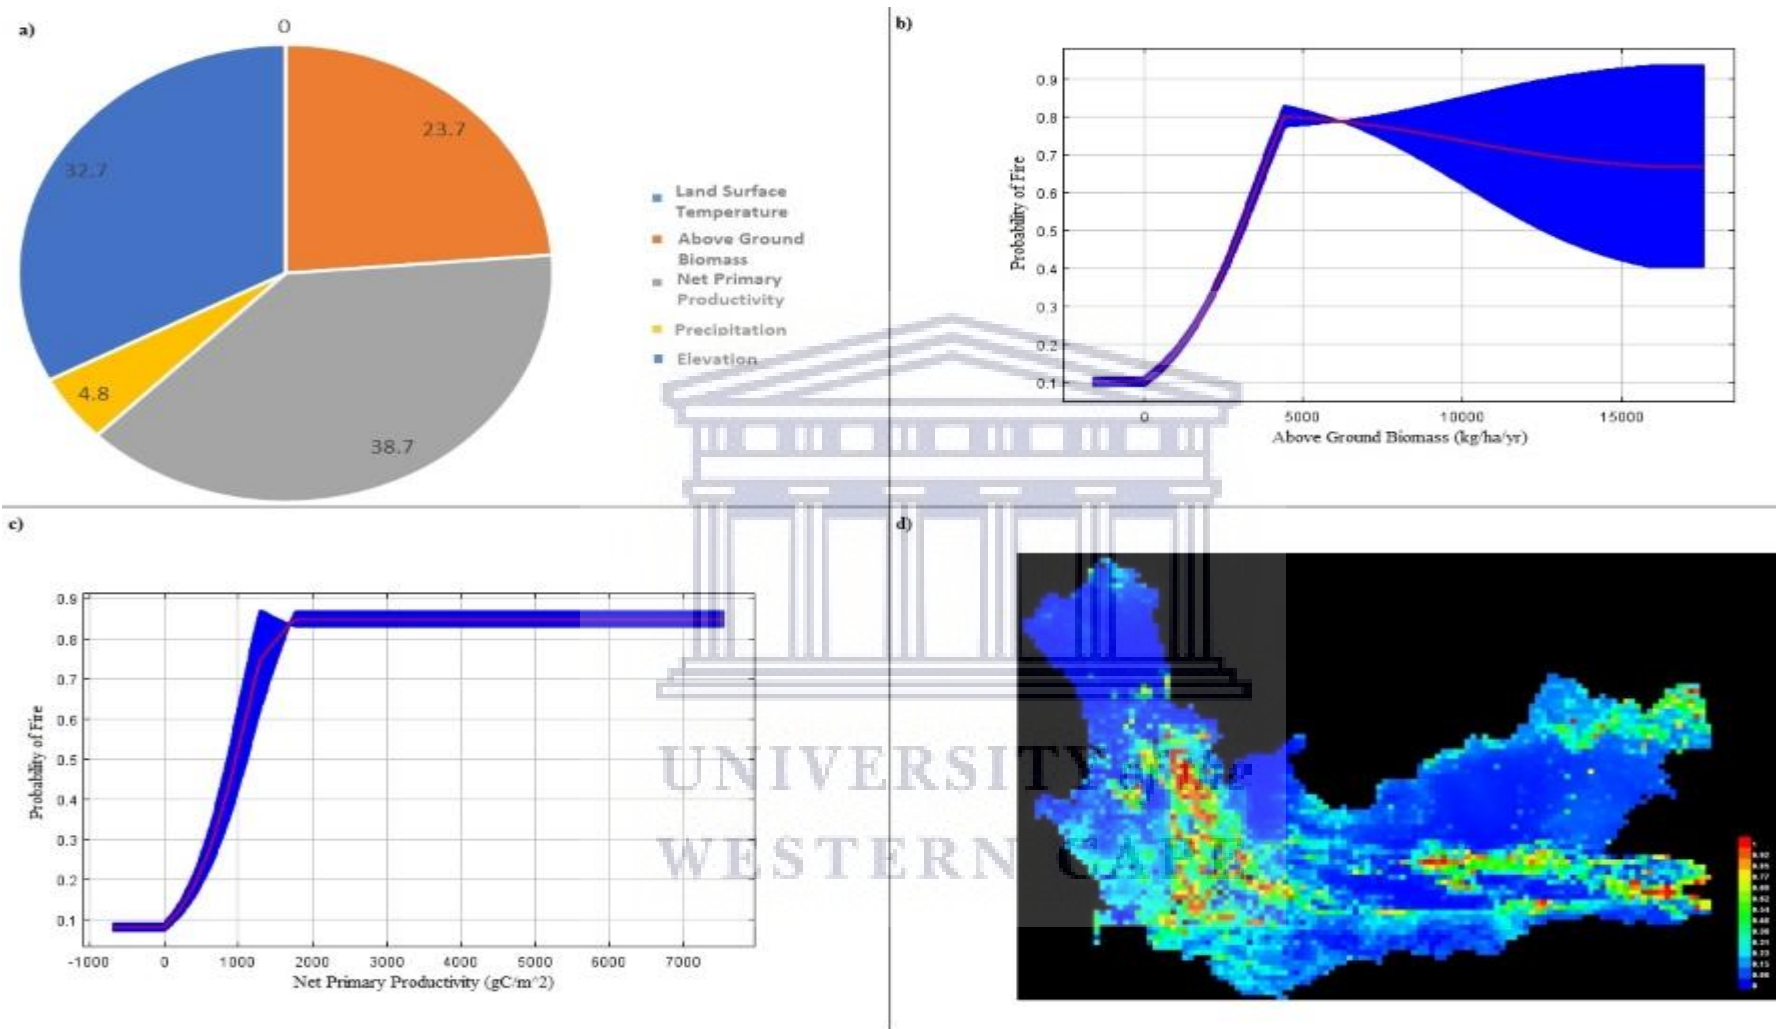 a)
0
23.7
32.7
4.8
38.7
Land Surface
Temperature
Above Ground
Biomass
Net Primary
Productivity
Precipitation
Elevation
b)
Probability of Fire
0.9
0.8
0.7
0.6
0.5
0.4
0.3
0.2
0.1
0
5000
10000
15000
Above Ground Biomass (kg/ha/yr)
c)
Probability of Fire
0.9
0.8
0.7
0.6
0.5
0.4
0.3
0.2
0.1
-1000
0
1000
2000
3000
4000
5000
6000
7000
Net Primary Productivity (gC/m^2)
d)
UNIVERSITY of the
WESTERN CAPE